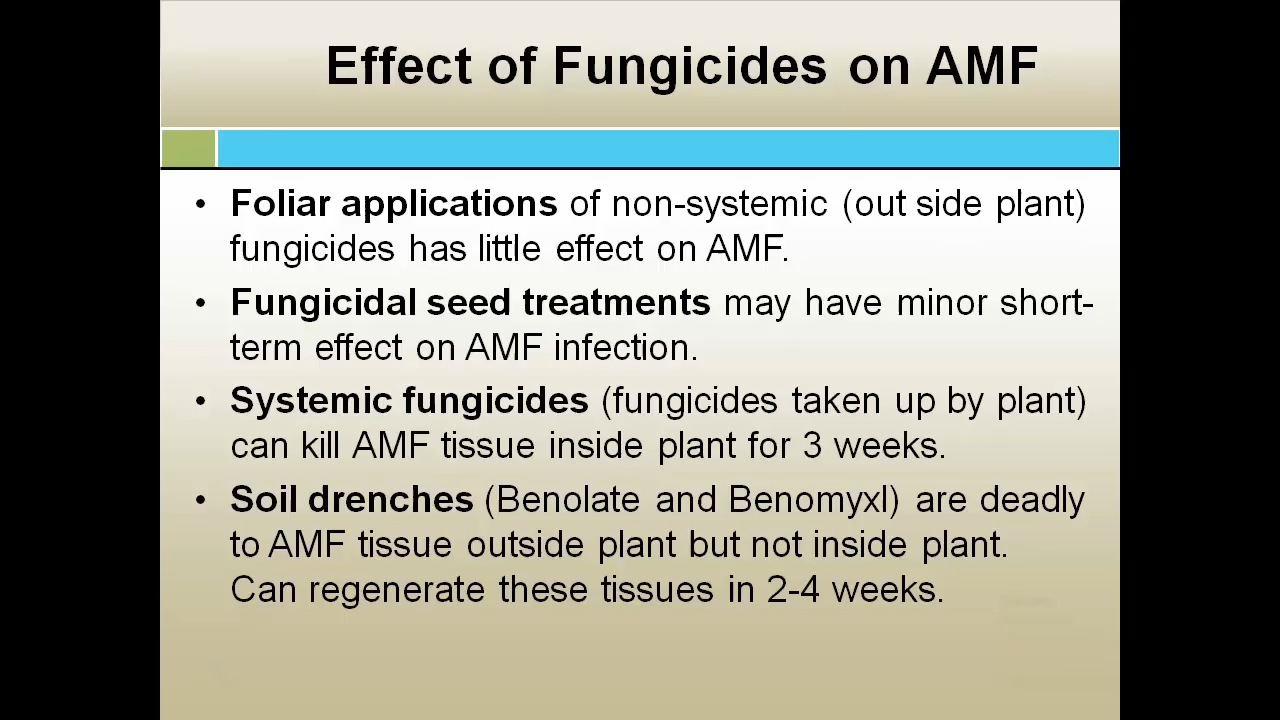 Effect of Fungicides on AMF
• Foliar applications of non-systemic (out side plant)
fungicides has little effect on AMF.
• Fungicidal seed treatments may have minor short-
term effect on AMF infection.
• Systemic fungicides (fungicides taken up by plant)
can kill AMF tissue inside plant for 3 weeks.
• Soil drenches (Benolate and Benomyxl) are deadly
to AMF tissue outside plant but not inside plant.
Can regenerate these tissues in 2-4 weeks.